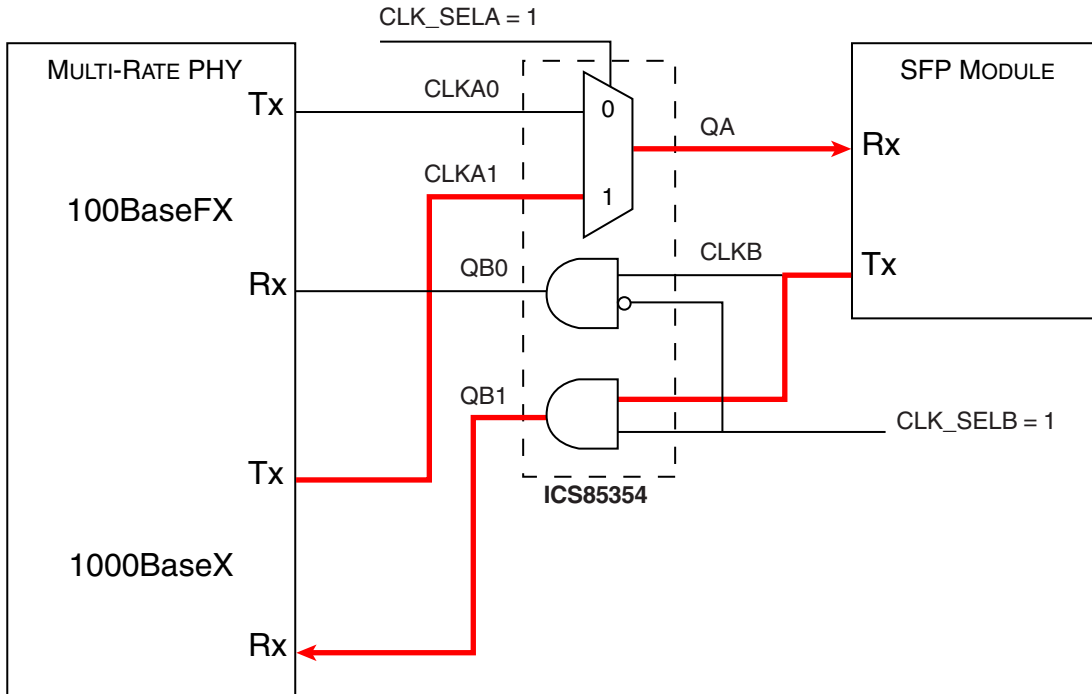 CLK_SELA = 1
MULTI-RATE PHY
SFP MODULE
Tx
CLKA0
0
QA
Rx
CLKA1
1
100BaseFX
Rx
QB0
CLKB
Tx
QB1
CLK_SELB = 1
Tx
ICS85354
1000BaseX
Rx